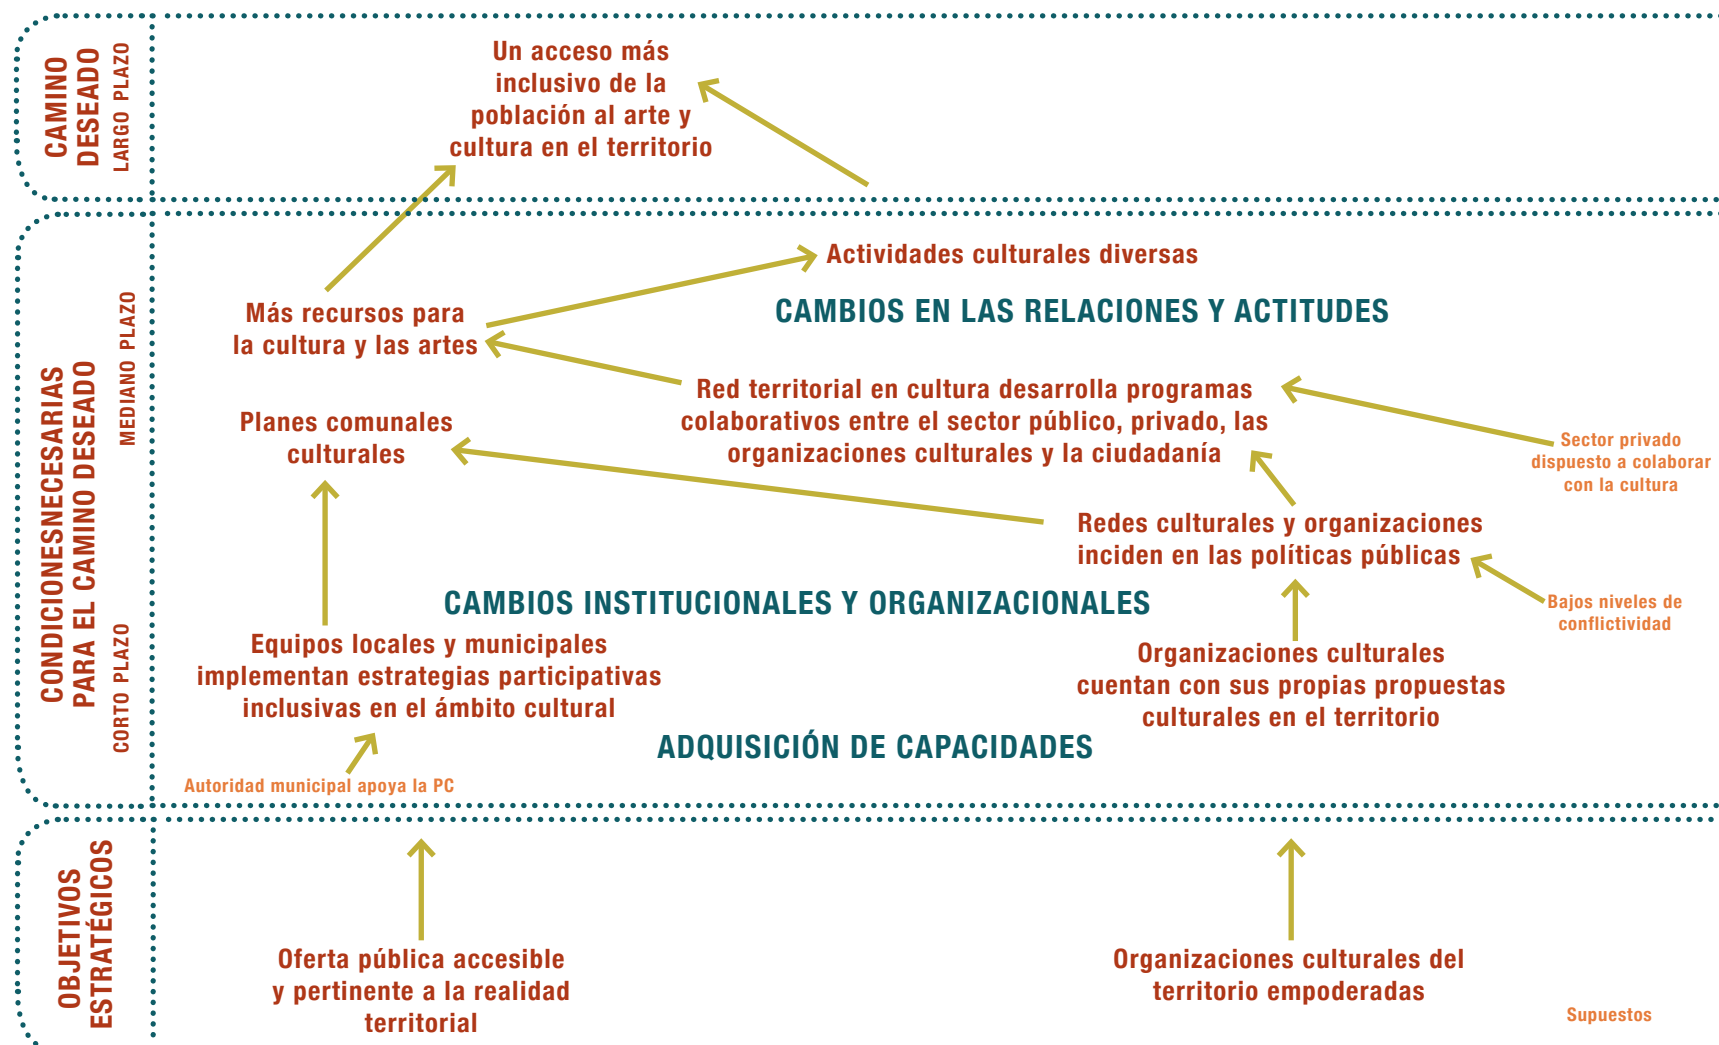 CAMINO
DESEADO
LARGO PLAZO
Un acceso más
inclusivo de la
población al arte y
cultura en el territorio
CONDICIONESNECESARIAS
PARA EL CAMINO DESEADO
MEDIANO PLAZO
CORTO PLAZO
Actividades culturales diversas
CAMBIOS EN LAS RELACIONES Y ACTITUDES
Más recursos para
la cultura y las artes
Red territorial en cultura desarrolla programas
colaborativos entre el sector público, privado, las
organizaciones culturales y la ciudadanía
Planes comunales
culturales
Sector privado
dispuesto a colaborar
con la cultura
Redes culturales y organizaciones
inciden en las políticas públicas
CAMBIOS INSTITUCIONALES Y ORGANIZACIONALES
Bajos niveles de
conflictividad
Equipos locales y municipales
implementan estrategias participativas
inclusivas en el ámbito cultural
Organizaciones culturales
cuentan con sus propias propuestas
culturales en el territorio
ADQUISICIÓN DE CAPACIDADES
Autoridad municipal apoya la PC
OBJETIVOS
ESTRATÉGICOS
Oferta pública accesible
y pertinente a la realidad
territorial
Organizaciones culturales del
territorio empoderadas
Supuestos